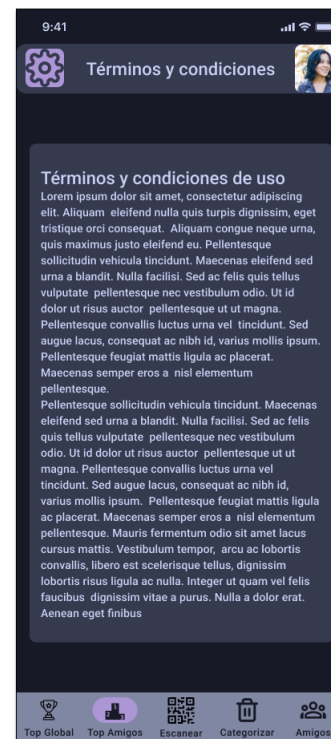 9:41
Términos y condiciones
Términos y condiciones de uso
Lorem ipsum dolor sit amet, consectetur adipiscing
elit. Aliquam  eleifend nulla quis turpis dignissim, eget
tristique orci consequat.  Aliquam congue neque urna,
quis maximus justo eleifend eu. Pellentesque
sollicitudin vehicula tincidunt. Maecenas eleifend sed
urna a blandit. Nulla facilisi. Sed ac felis quis tellus
vulputate  pellentesque nec vestibulum odio. Ut id
dolor ut risus auctor  pellentesque ut ut magna.
Pellentesque convallis luctus urna vel  tincidunt. Sed
augue lacus, consequat ac nibh id, varius mollis ipsum.
Pellentesque feugiat mattis ligula ac placerat.
Maecenas semper eros a  nisl elementum
pellentesque.
Pellentesque sollicitudin vehicula tincidunt. Maecenas
eleifend sed urna a blandit. Nulla facilisi. Sed ac felis
quis tellus vulputate  pellentesque nec vestibulum
odio. Ut id dolor ut risus auctor  pellentesque ut ut
magna. Pellentesque convallis luctus urna vel
tincidunt. Sed augue lacus, consequat ac nibh id,
varius mollis ipsum.  Pellentesque feugiat mattis ligula
ac placerat. Maecenas semper eros a  nisl elementum
pellentesque. Mauris fermentum odio sit amet lacus
cursus mattis. Vestibulum tempor,  arcu ac lobortis
convallis, libero est scelerisque tellus, dignissim
lobortis risus ligula ac nulla. Integer ut quam vel felis
faucibus  dignissim vitae a purus. Nulla a dolor erat.
Aenean eget finibus
Top Global Top Amigos Escanear Categorizar Amigos